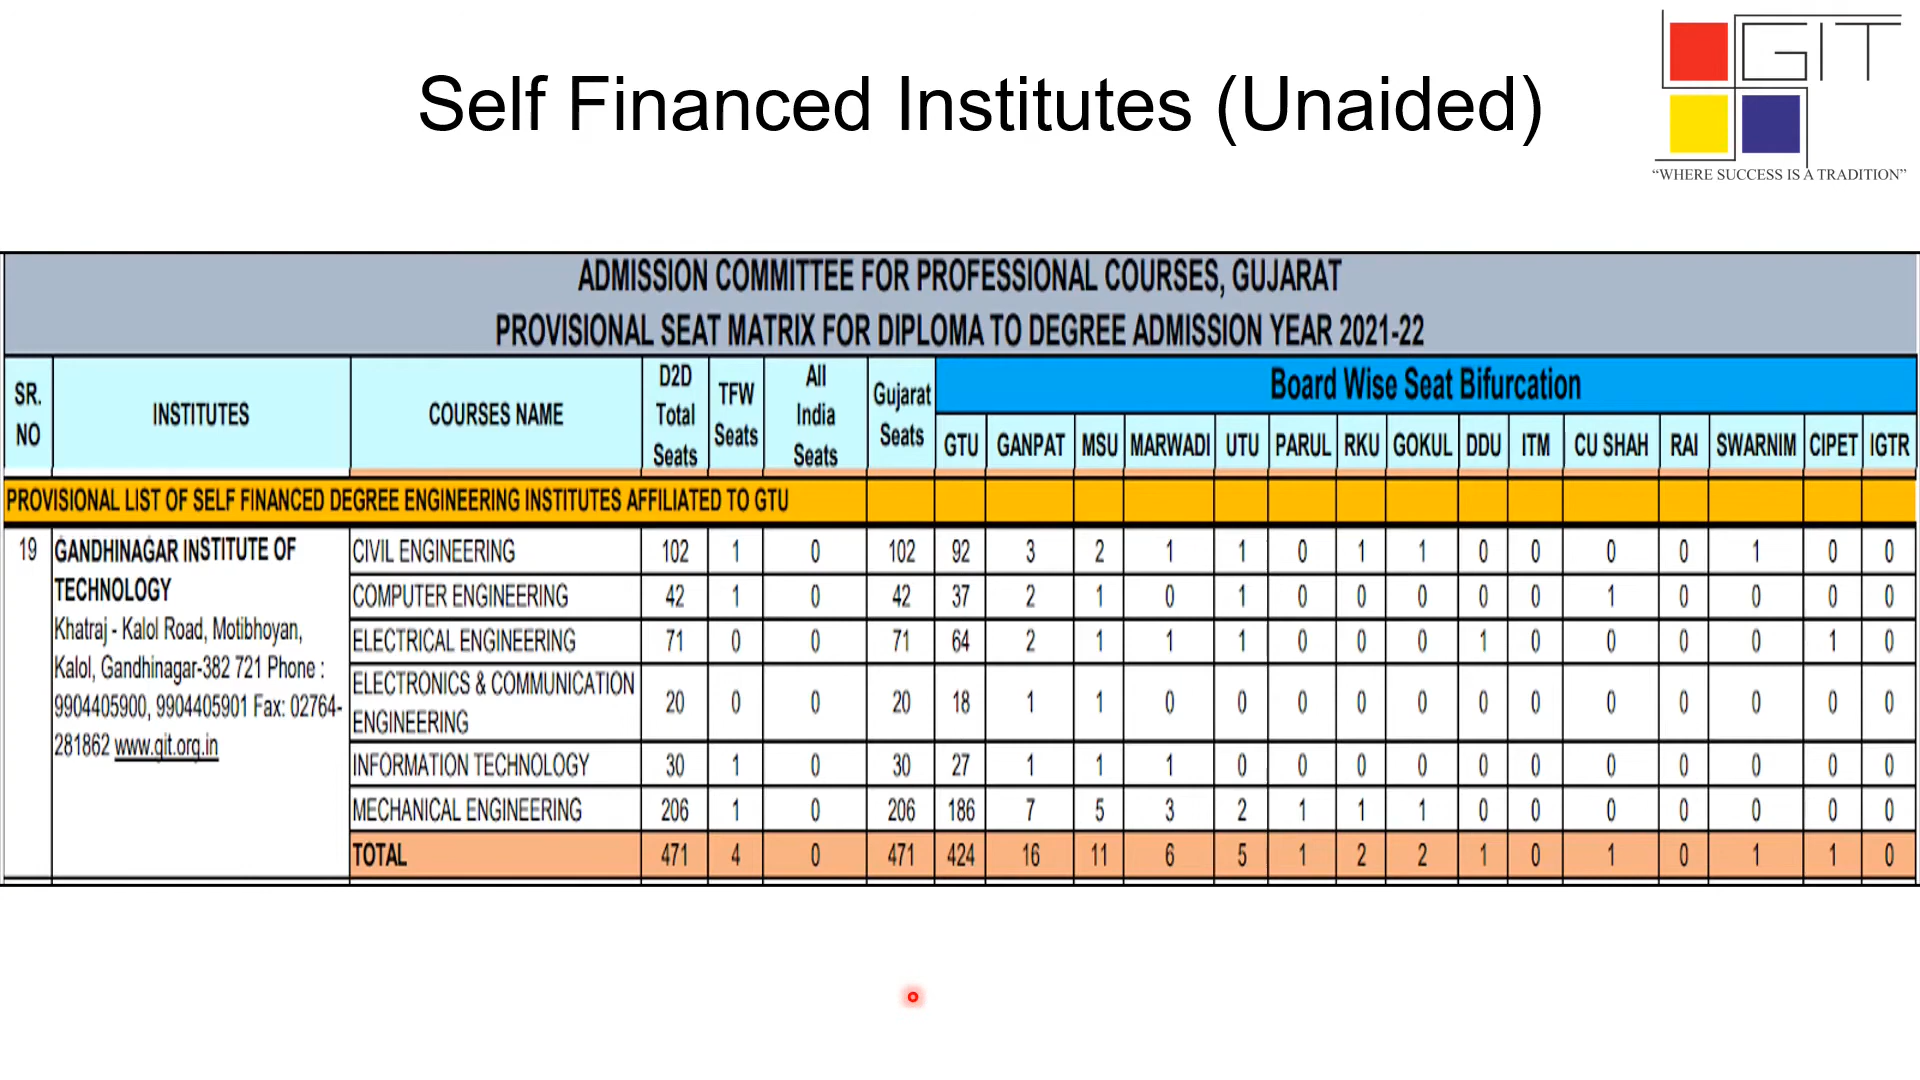 Self Financed Institutes (Unaided)
GIT
“WHERE SUCCESS IS A TRADITION”
ADMISSION COMMITTEE FOR PROFESSIONAL COURSES, GUJARAT
PROVISIONAL SEAT MATRIX FOR DIPLOMA TO DEGREE ADMISSION YEAR 2021-22
SR. NO INSTITUTES COURSES NAME D2D Total Seats TFW Seats All India Seats Gujarat Seats Board Wise Seat Bifurcation
GTU GANPAT MSU MARWADI UTU PARUL RKU GOKUL DDU ITM CU SHAH RAI SWARNIM CIPET IGTR
PROVISIONAL LIST OF SELF FINANCED DEGREE ENGINEERING INSTITUTES AFFILIATED TO GTU
19 GANDHINAGAR INSTITUTE OF
TECHNOLOGY
Khatraj - Kalol Road, Motibhoyan,
Kalol, Gandhinagar-382 721 Phone :
9904405900, 9904405901 Fax: 02764-
281862 www.git.org.in
CIVIL ENGINEERING 102 1 0 102 92 3 2 1 1 0 1 1 0 0 0 0 1 0 0
COMPUTER ENGINEERING 42 1 0 42 37 2 1 0 1 0 0 0 0 0 1 0 0 0 0
ELECTRICAL ENGINEERING 71 0 0 71 64 2 1 1 1 0 0 0 1 0 0 0 0 1 0
ELECTRONICS & COMMUNICATION
ENGINEERING 20 0 0 20 18 1 1 0 0 0 0 0 0 0 0 0 0 0 0
INFORMATION TECHNOLOGY 30 1 0 30 27 1 1 1 0 0 0 0 0 0 0 0 0 0 0
MECHANICAL ENGINEERING 206 1 0 206 186 7 5 3 2 1 1 1 0 0 0 0 0 0 0
TOTAL 471 4 0 471 424 16 11 6 5 1 2 2 1 0 1 0 1 1 0